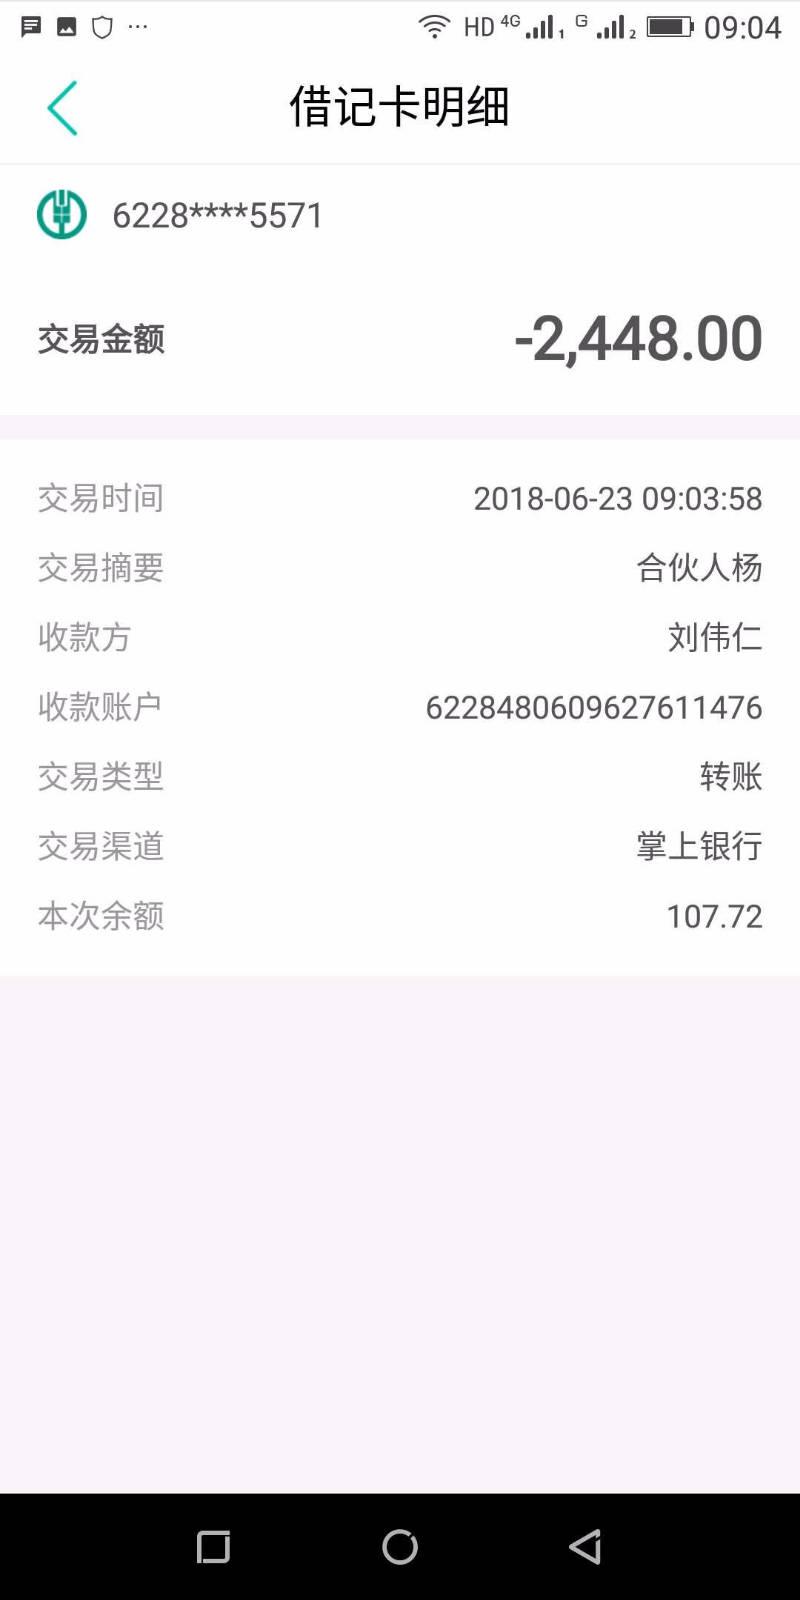 HD 4G 1 G 2 09:04
借记卡明细
6228****5571
交易金额 -2,448.00
交易时间 2018-06-23 09:03:58
交易摘要 合伙人杨
收款方 刘伟仁
收款账户 6228480609627611476
交易类型 转账
交易渠道 掌上银行
本次余额 107.72